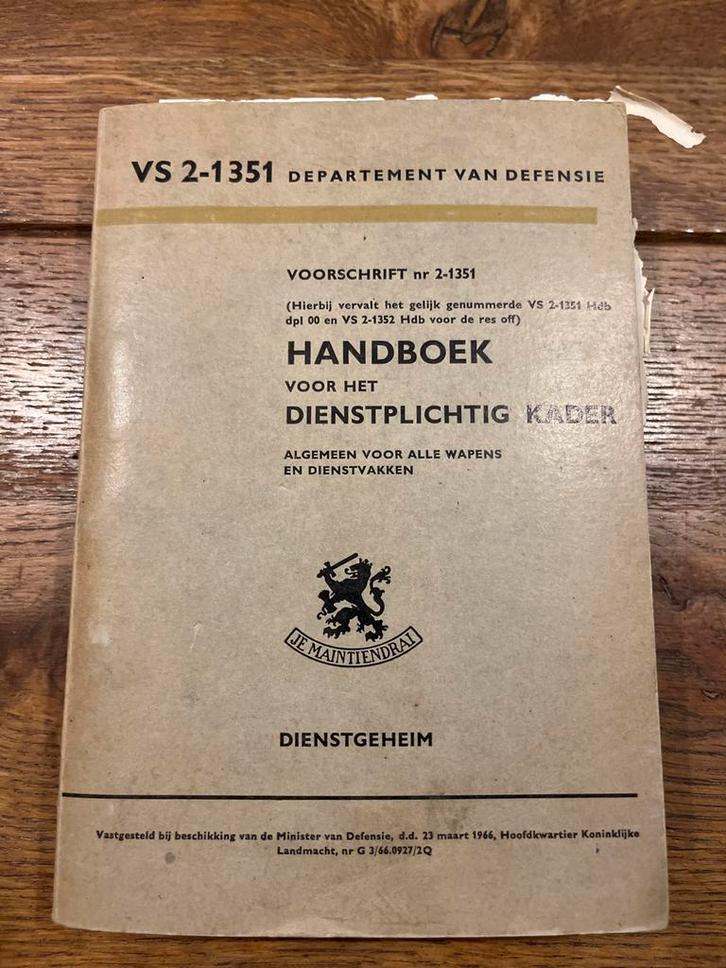 VS 2-1351 DEPARTEMENT VAN DEFENSIE
VOORSCHRIFT nr 2-1351
(Hierbij vervalt het gelijk genummerde VS 2-1351 Hdb
dpl 00 en VS 2-1352 Hdb voor de res off)
HANDBOEK
VOOR HET
DIENSTPLICHTIG KADER
ALGEMEEN VOOR ALLE WAPENS
EN DIENSTVAKKEN
JE MAINTIENDRAI
DIENSTGEHEIM
Vastgesteld bij beschikking van de Minister van Defensie, d.d. 23 maart 1966, Hoofdkwartier Koninklijke
Landmacht, nr G 3/66.0927/2Q